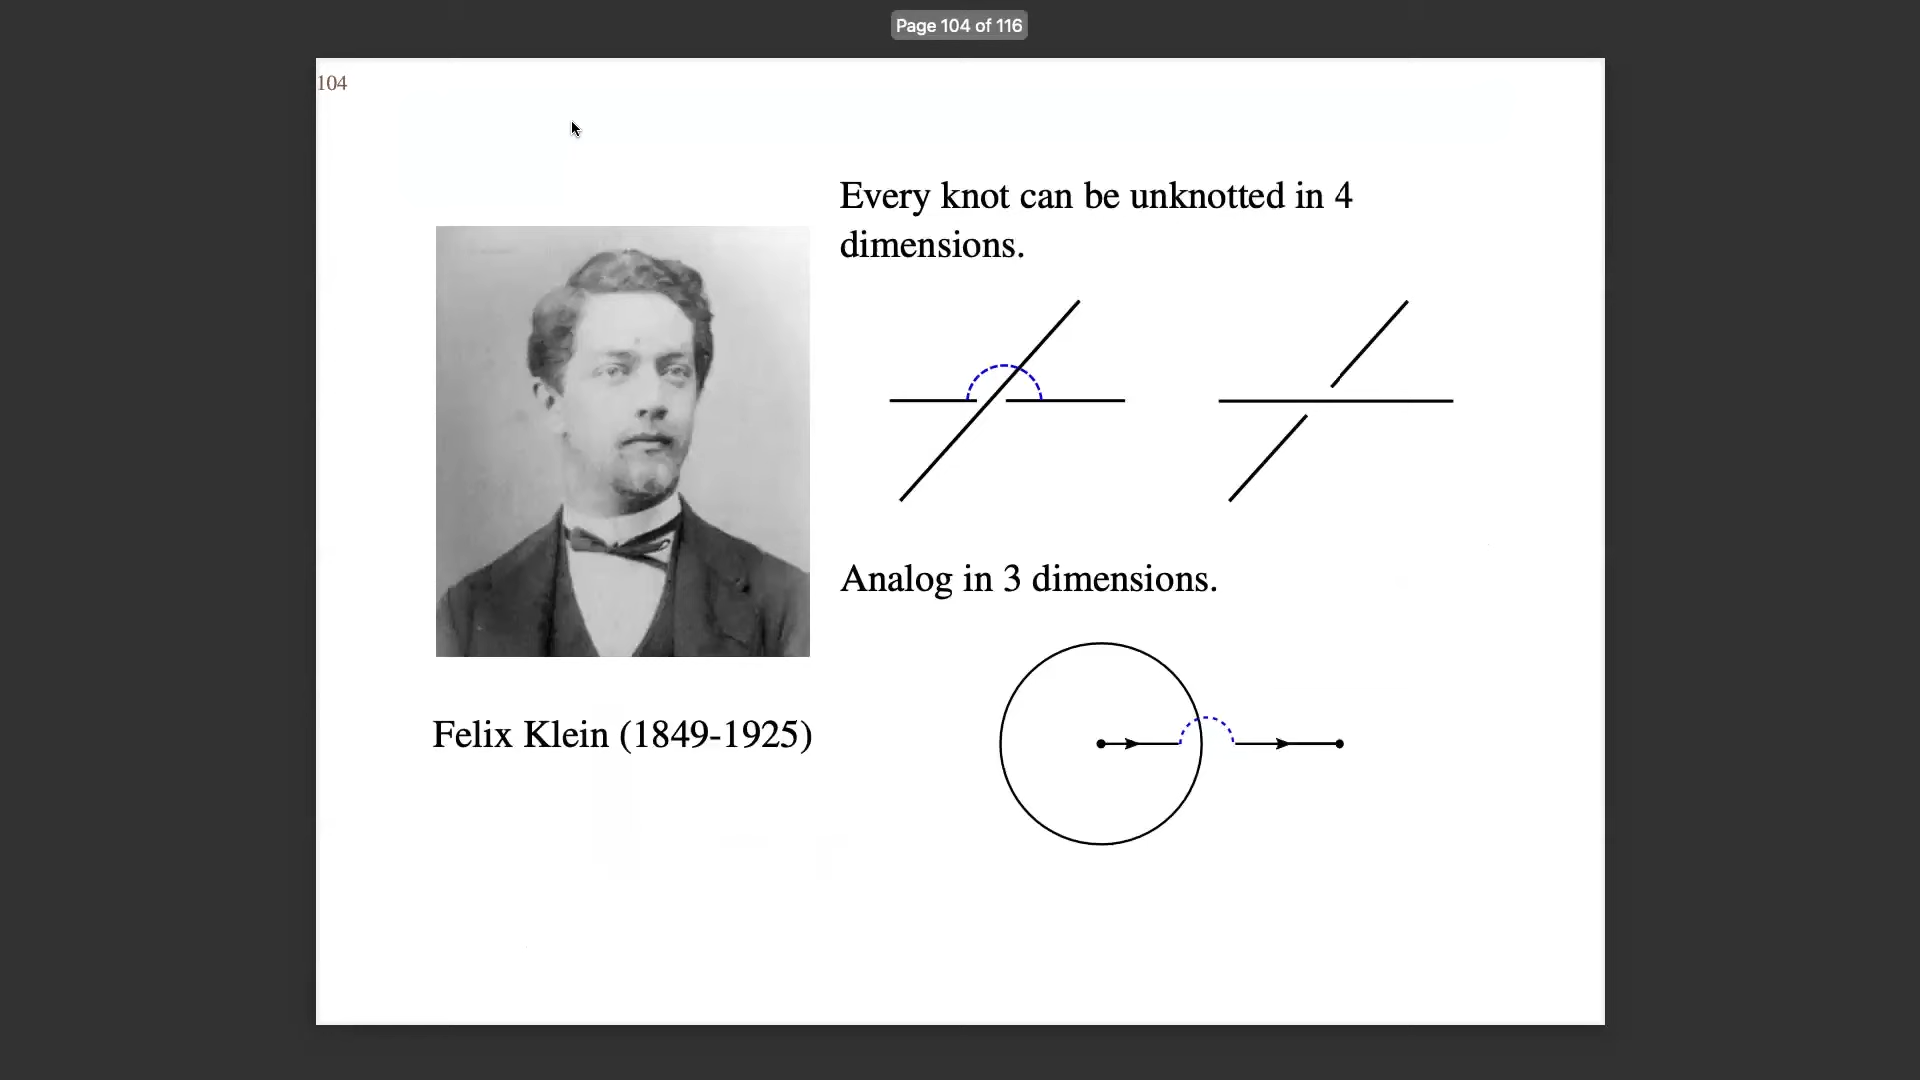 Page 104 of 116
104
Every knot can be unknotted in 4
dimensions.
Analog in 3 dimensions.
Felix Klein (1849-1925)